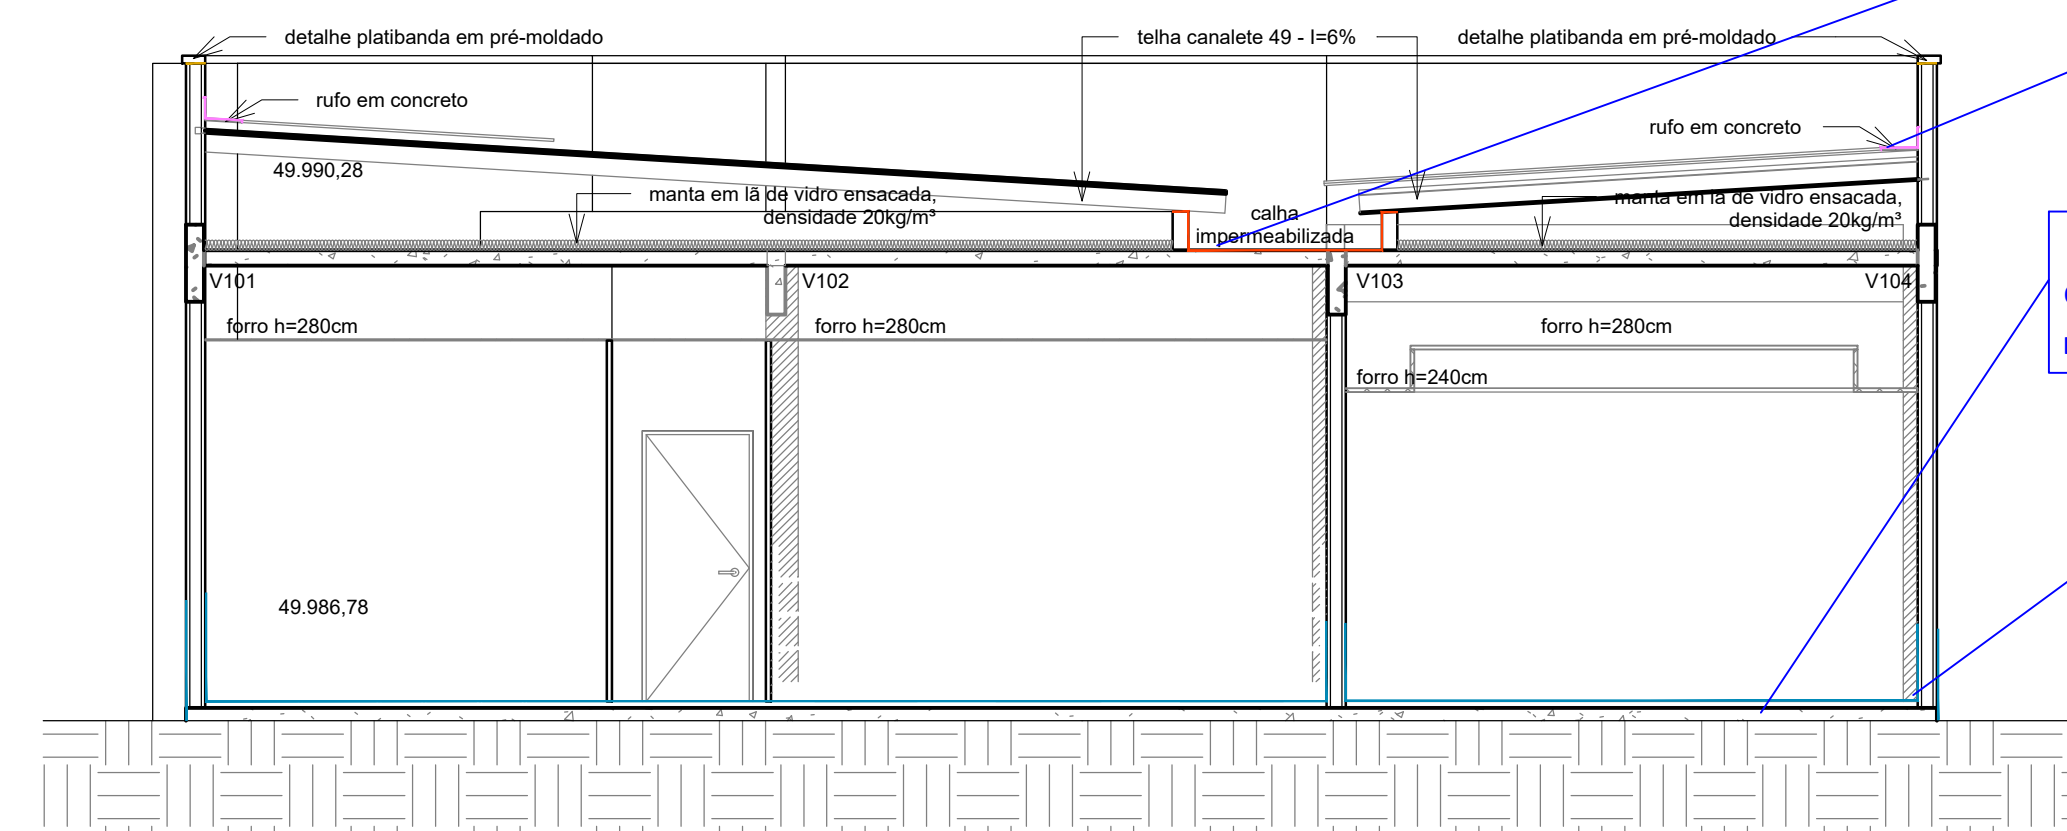 detalhe platibanda em pré-moldado
telha canalete 49 - I=6%
detalhe platibanda em pré-moldado
rufo em concreto
rufo em concreto
49.990,28
manta em lã de vidro ensacada,
densidade 20kg/m³
manta em lã de vidro ensacada,
densidade 20kg/m³
calha
impermeabilizada
V101
V102
V103
V104
forro h=280cm
forro h=280cm
forro h=280cm
forro h=240cm
49.986,78